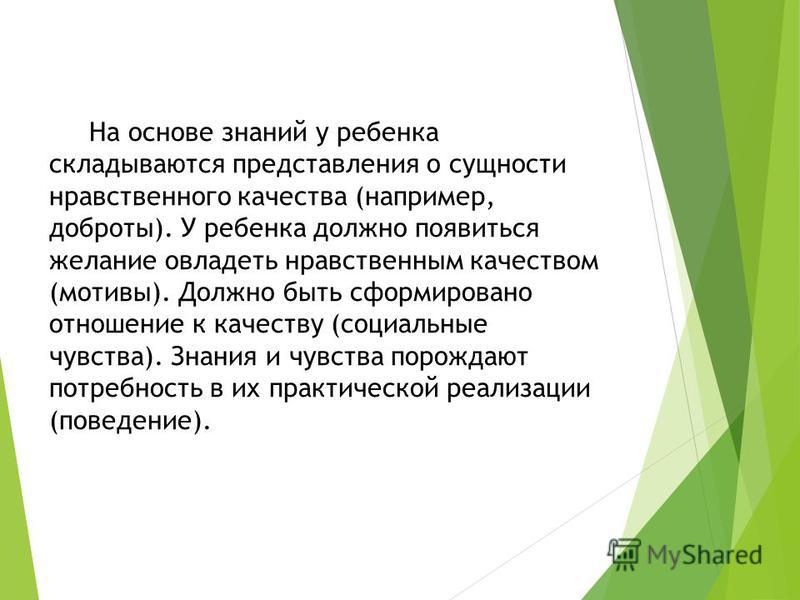 На основе знаний у ребенка
складываются представления о сущности
нравственного качества (например,
доброты). У ребенка должно появиться
желание овладеть нравственным качеством
(мотивы). Должно быть сформировано
отношение к качеству (социальные
чувства). Знания и чувства порождают
потребность в их практической реализации
(поведение).
MyShared